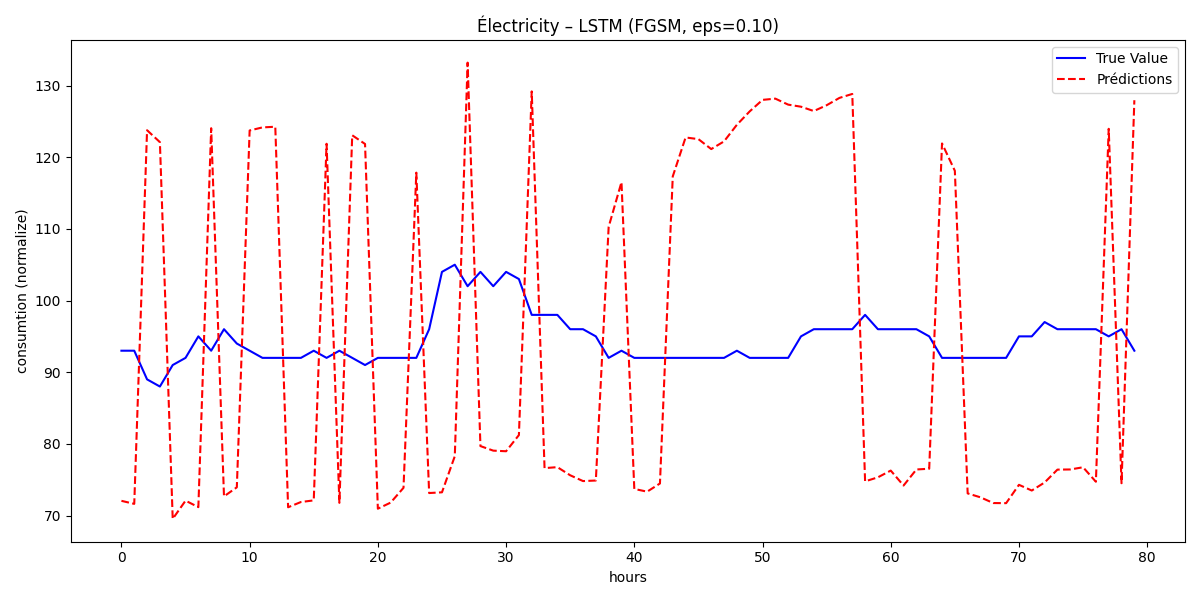 Électricity – LSTM (FGSM, eps=0.10)
True Value
Prédictions
consumtion (normalize)
130
120
110
100
90
80
70
0 10 20 30 40 50 60 70 80
hours